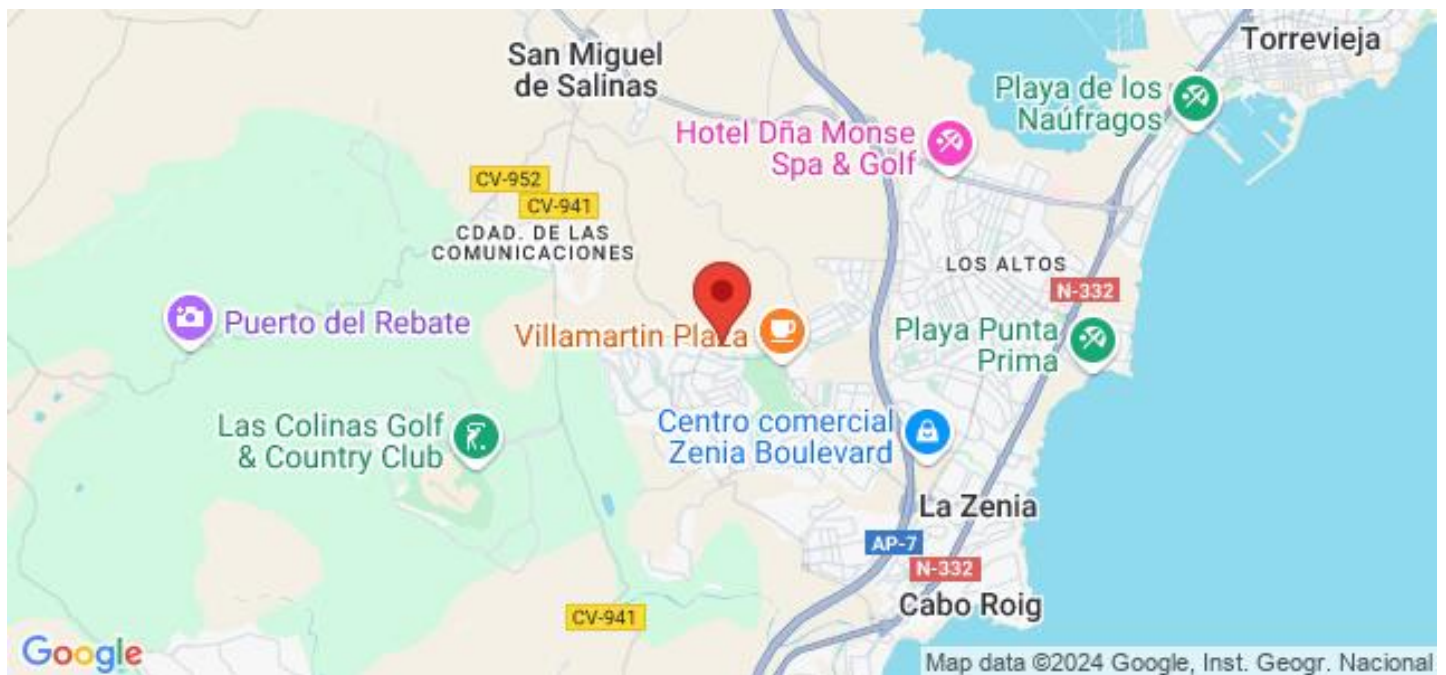 San Miguel
de Salinas
Torrevieja
Playa de los
Naúfragos
Hotel Dña Monse
Spa & Golf
CV-952
CV-941
CDAD. DE LAS
COMUNICACIONES
LOS ALTOS
N-332
Puerto del Rebate
Villamartin Plaza
Playa Punta
Prima
Las Colinas Golf
& Country Club
Centro comercial
Zenia Boulevard
La Zenia
AP-7
N-332
Cabo Roig
CV-941
Google
Map data ©2024 Google, Inst. Geogr. Nacional